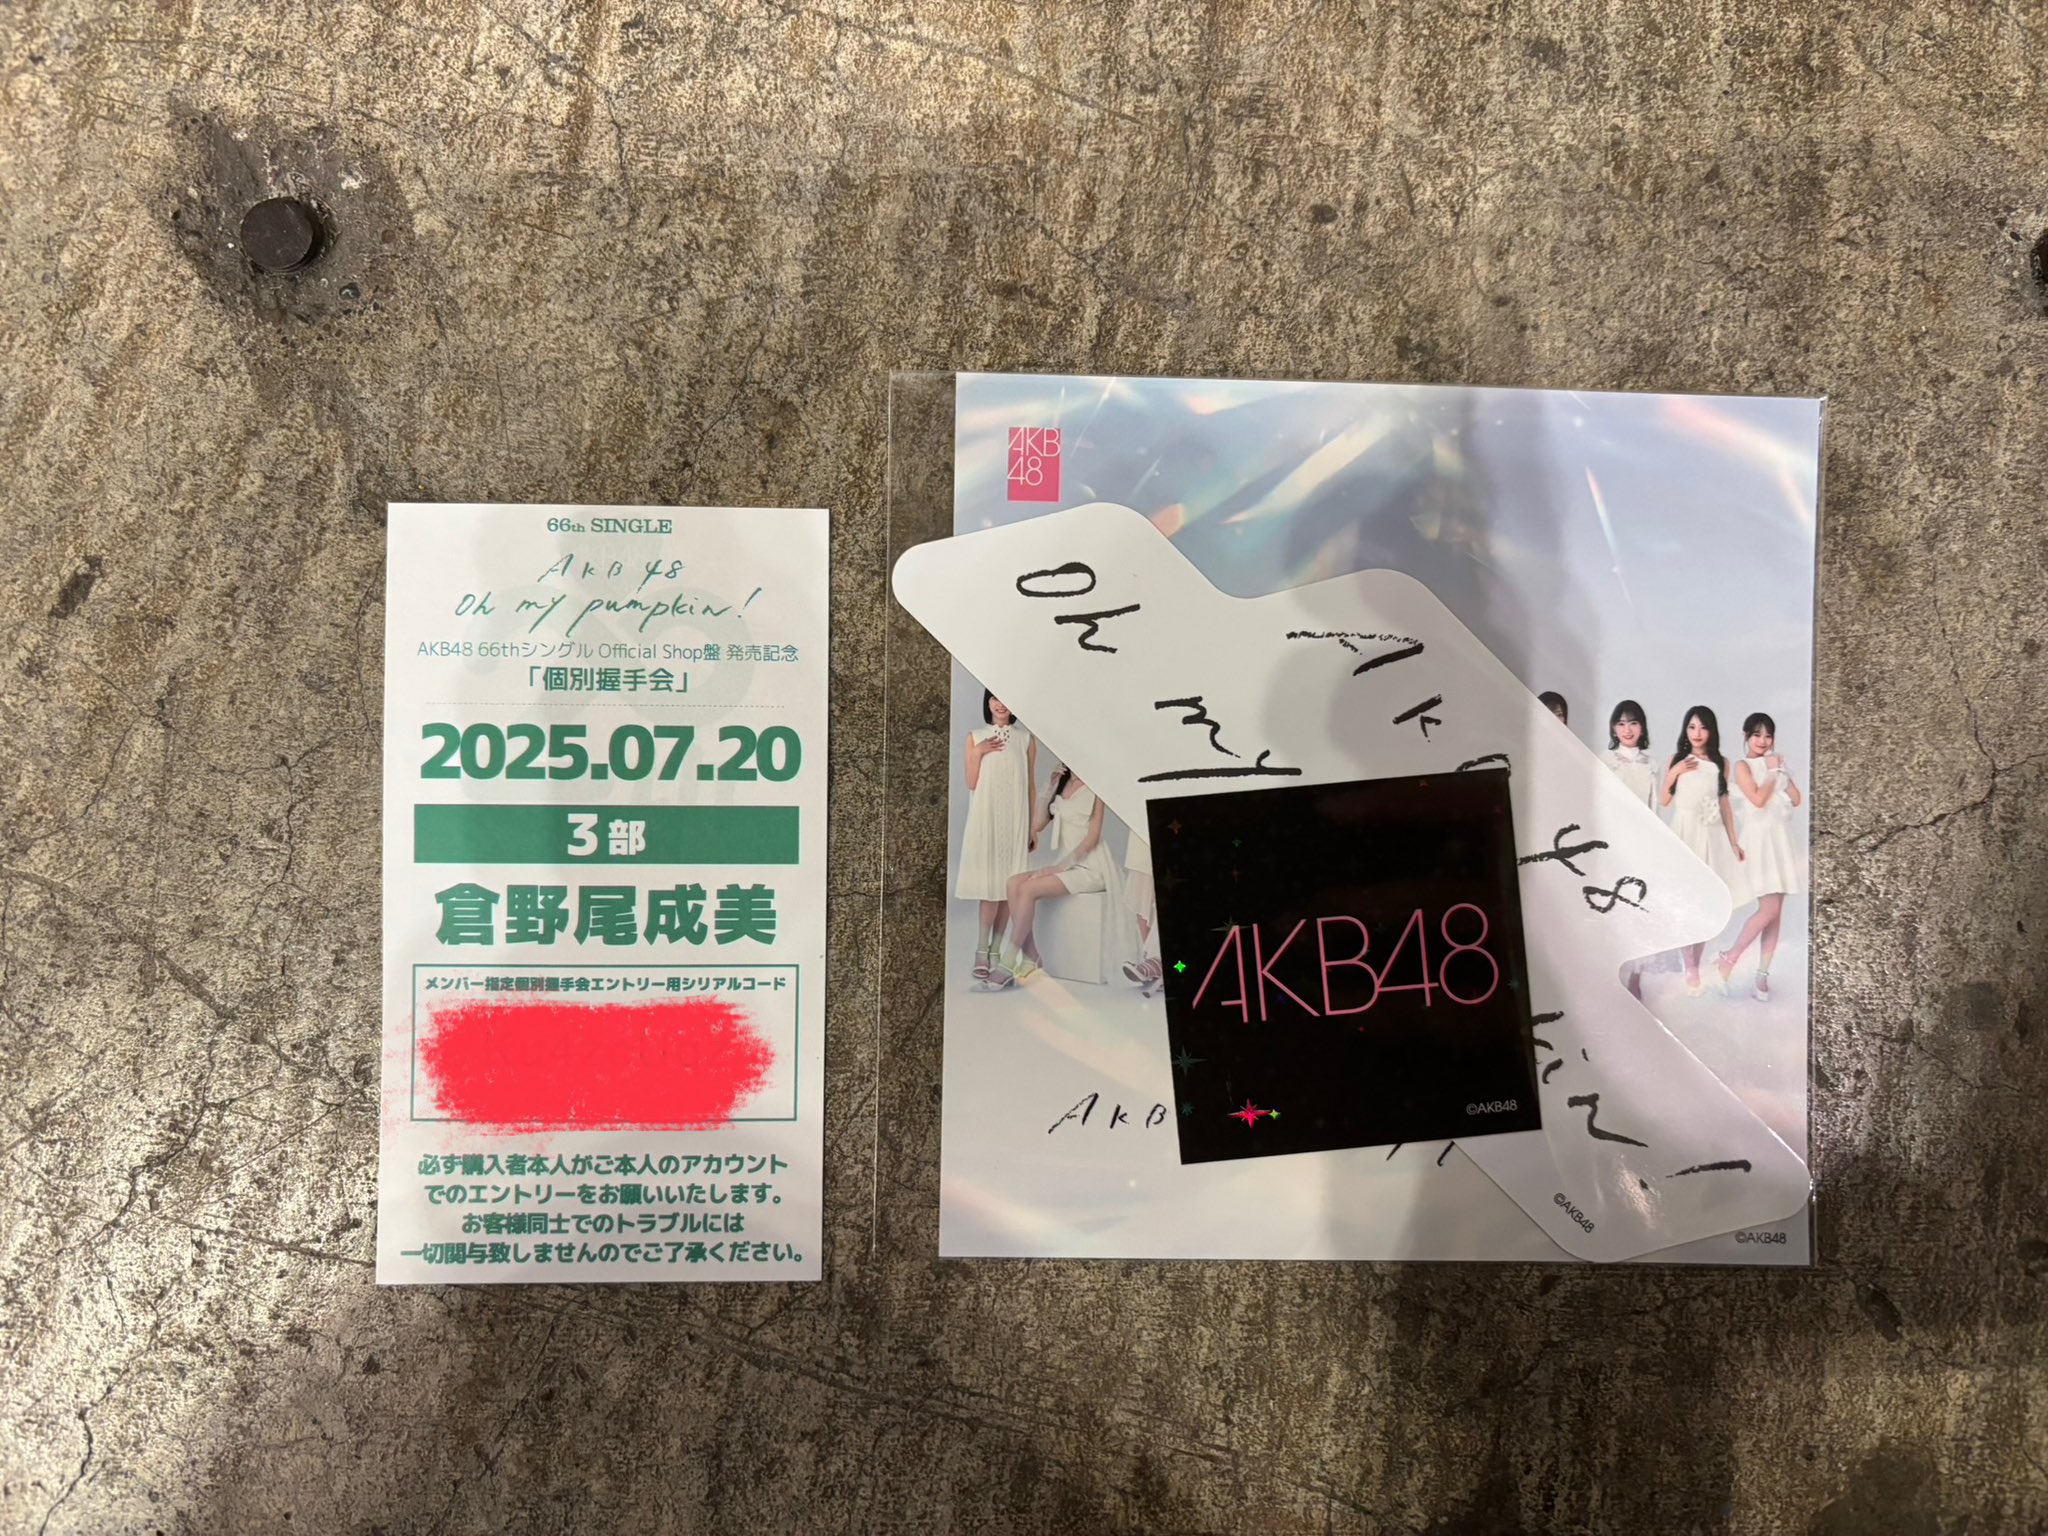 66th SINGLE
AKB48
Oh my pumpkin!
AKB48 66thシングル Official Shop盤 発売記念
「個別握手会」
2025.07.20
3部
倉野尾成美
メンバー指定個別握手会エントリー用シリアルコード
必ず購入者本人がご本人のアカウント
でのエントリーをお願いいたします。
お客様同士でのトラブルには
一切関与致しませんのでご了承ください。
AKB
48
AKB48
Oh my
kin!
©AKB48
AKB48
©AKB48
AKB
©AKB48